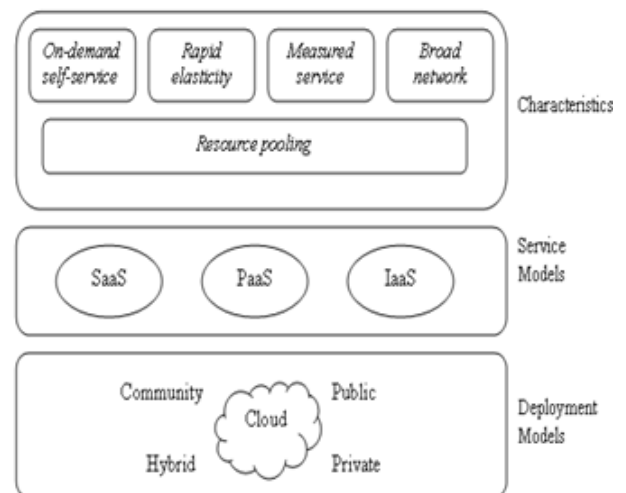 On-demand
self-service
Rapid
elasticity
Measured
service
Broad
network
Resource pooling
Characteristics
SaaS
PaaS
IaaS
Service
Models
Community
Public
Cloud
Hybrid
Private
Deployment
Models